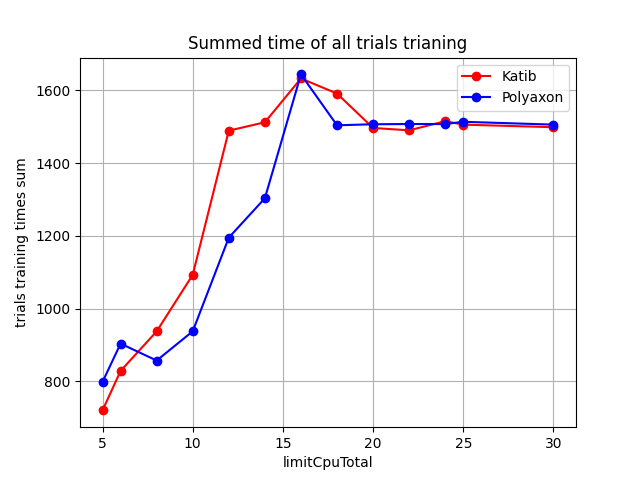 Summed time of all trials trianing
Katib
Polyaxon
trials training times sum
1600
1400
1200
1000
800
5
10
15
20
25
30
limitCpuTotal